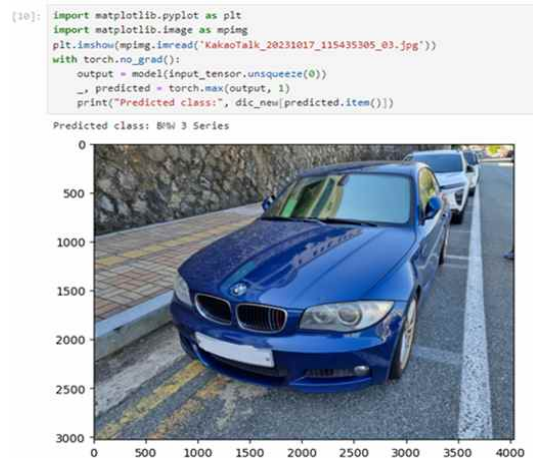 [10]: import matplotlib.pyplot as plt
import matplotlib.image as mpimg
plt.imshow(mpimg.imread('KakaoTalk_20231017_115435305_03.jpg'))
with torch.no_grad():
    output = model(input_tensor.unsqueeze(0))
    _, predicted = torch.max(output, 1)
    print("Predicted class:", dic_new[predicted.item()])
Predicted class: BMW 3 Series
0
500
1000
1500
2000
2500
3000
0 500 1000 1500 2000 2500 3000 3500 4000